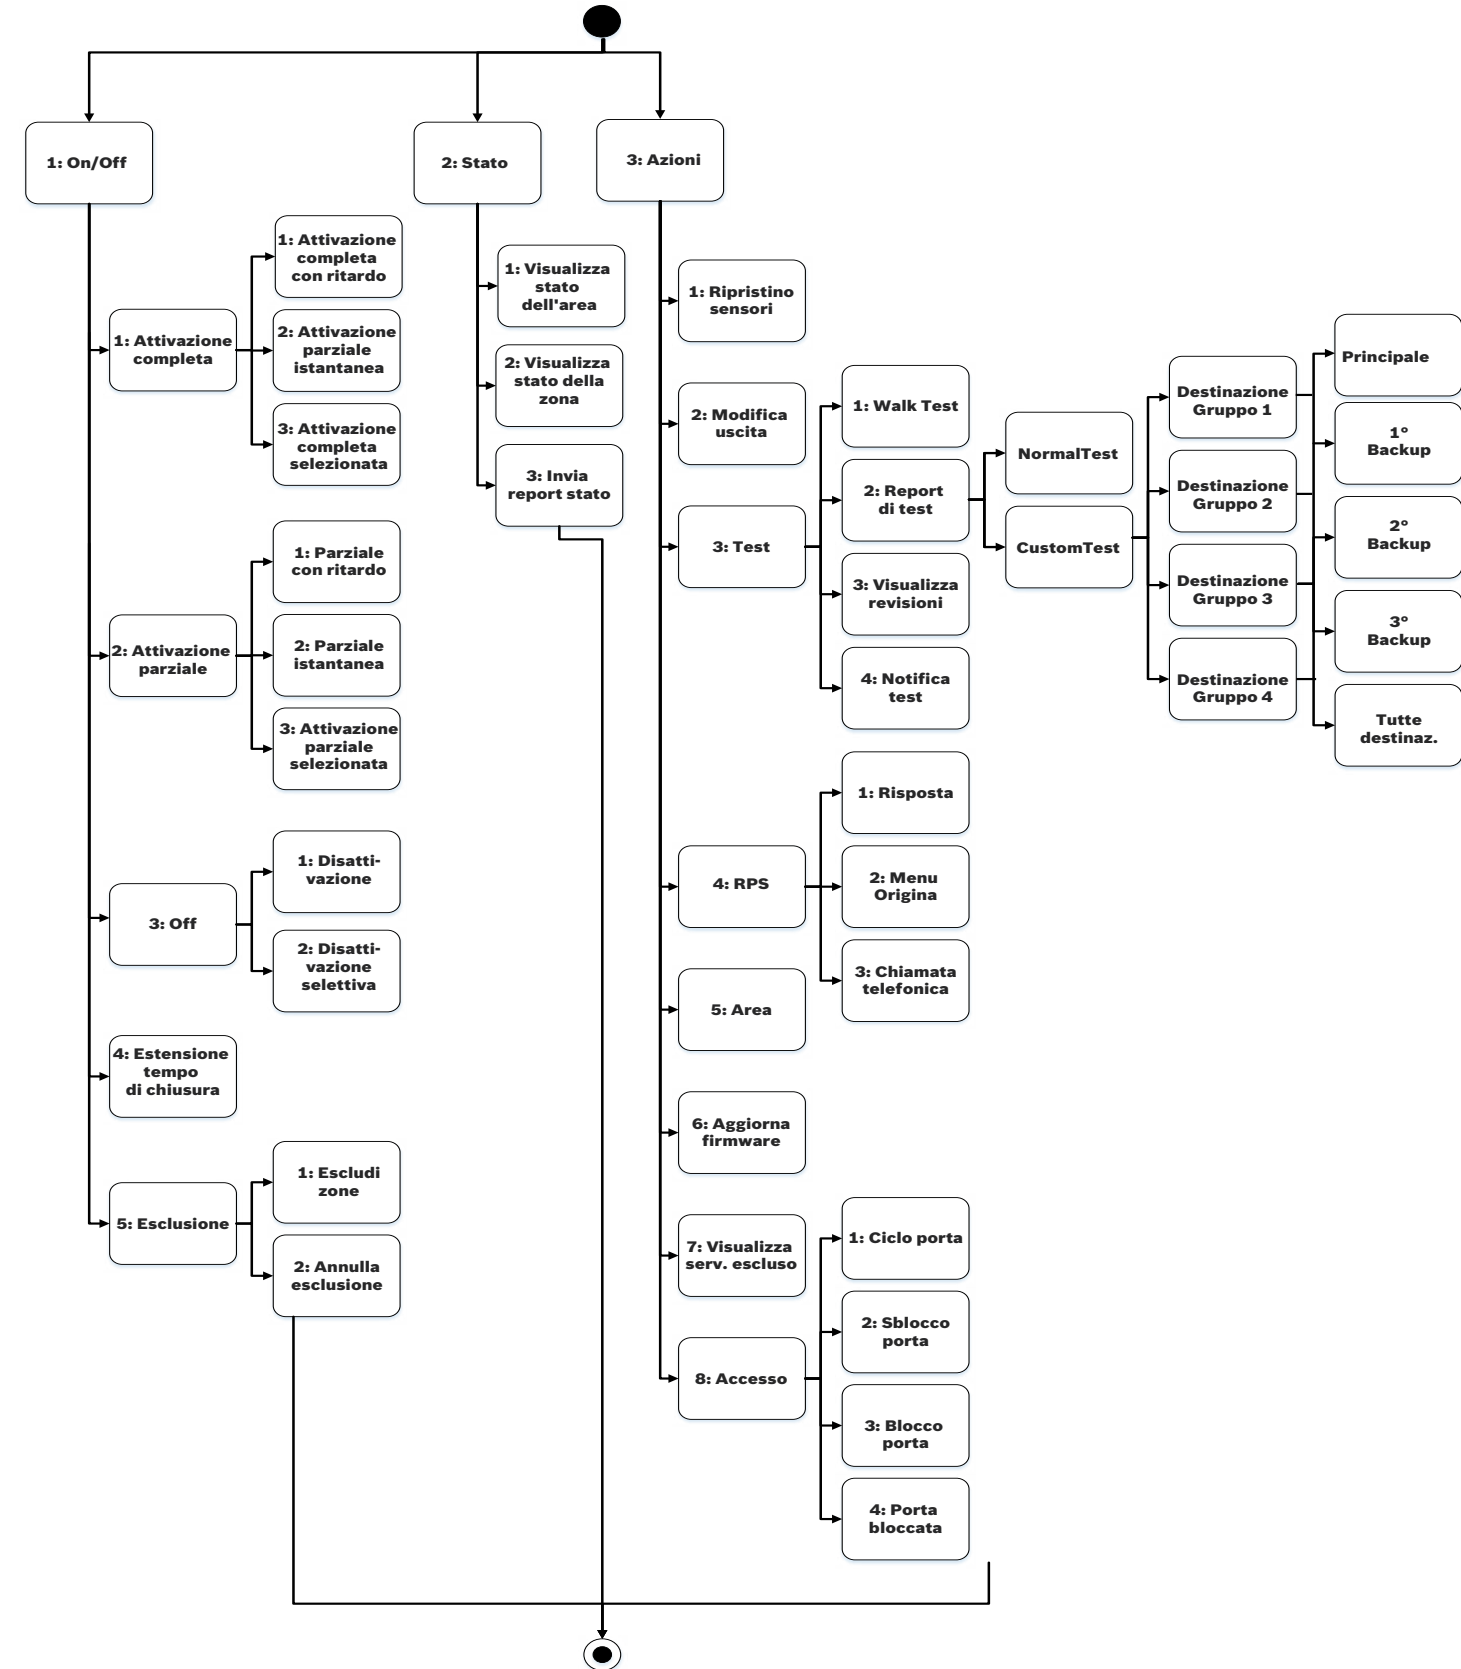 1: On/Off
2: Stato
3: Azioni
1: Attivazione
completa
1: Attivazione
completa
con ritardo
2: Attivazione
parziale
istantanea
3: Attivazione
completa
selezionata
2: Attivazione
parziale
1: Parziale
con ritardo
2: Parziale
istantanea
3: Attivazione
parziale
selezionata
3: Off
1: Disatti-
vazione
2: Disatti-
vazione
selettiva
4: Estensione
tempo
di chiusura
5: Esclusione
1: Escludi
zone
2: Annulla
esclusione
1: Visualizza
stato
dell'area
2: Visualizza
stato della
zona
3: Invia
report stato
1: Ripristino
sensori
2: Modifica
uscita
3: Test
1: Walk Test
2: Report
di test
NormalTest
CustomTest
Destinazione
Gruppo 1
Destinazione
Gruppo 2
Destinazione
Gruppo 3
Destinazione
Gruppo 4
Principale
1°
Backup
2°
Backup
3°
Backup
Tutte
destinaz.
3: Visualizza
revisioni
4: Notifica
test
4: RPS
1: Risposta
2: Menu
Origina
3: Chiamata
telefonica
5: Area
6: Aggiorna
firmware
7: Visualizza
serv. escluso
8: Accesso
1: Ciclo porta
2: Sblocco
porta
3: Blocco
porta
4: Porta
bloccata